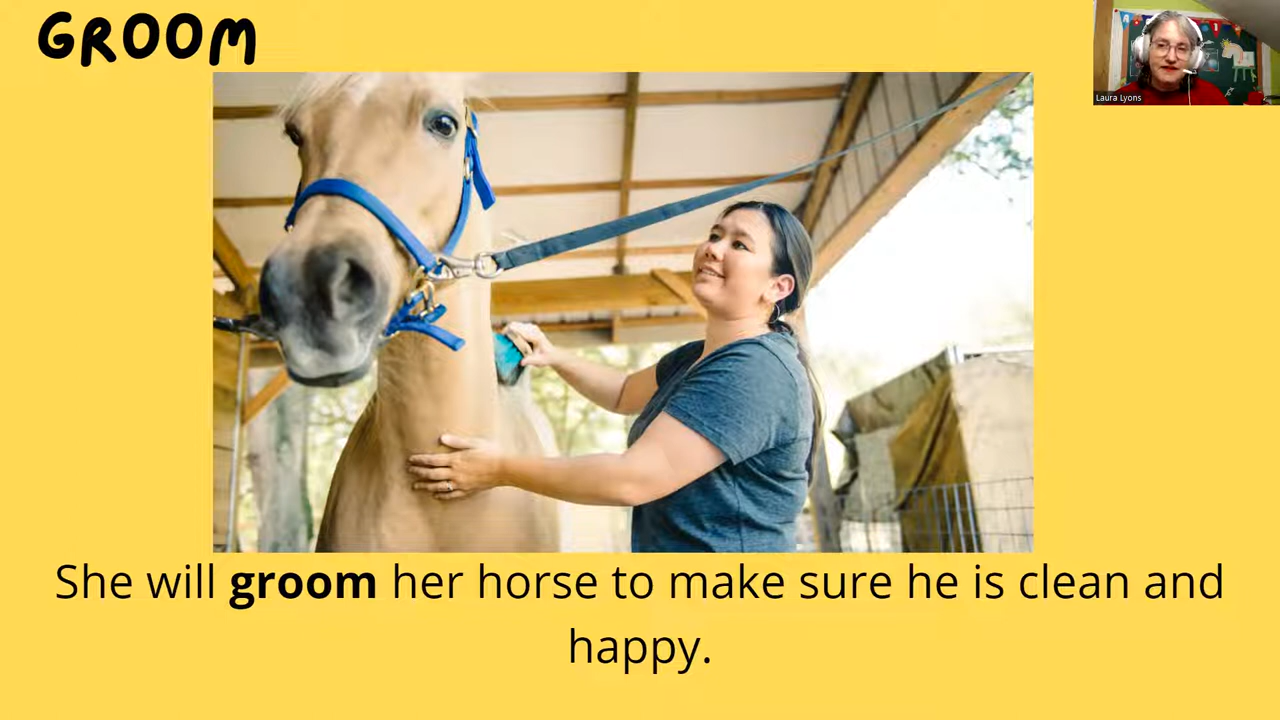 GROOM
Laura Lyons
She will groom her horse to make sure he is clean and
happy.